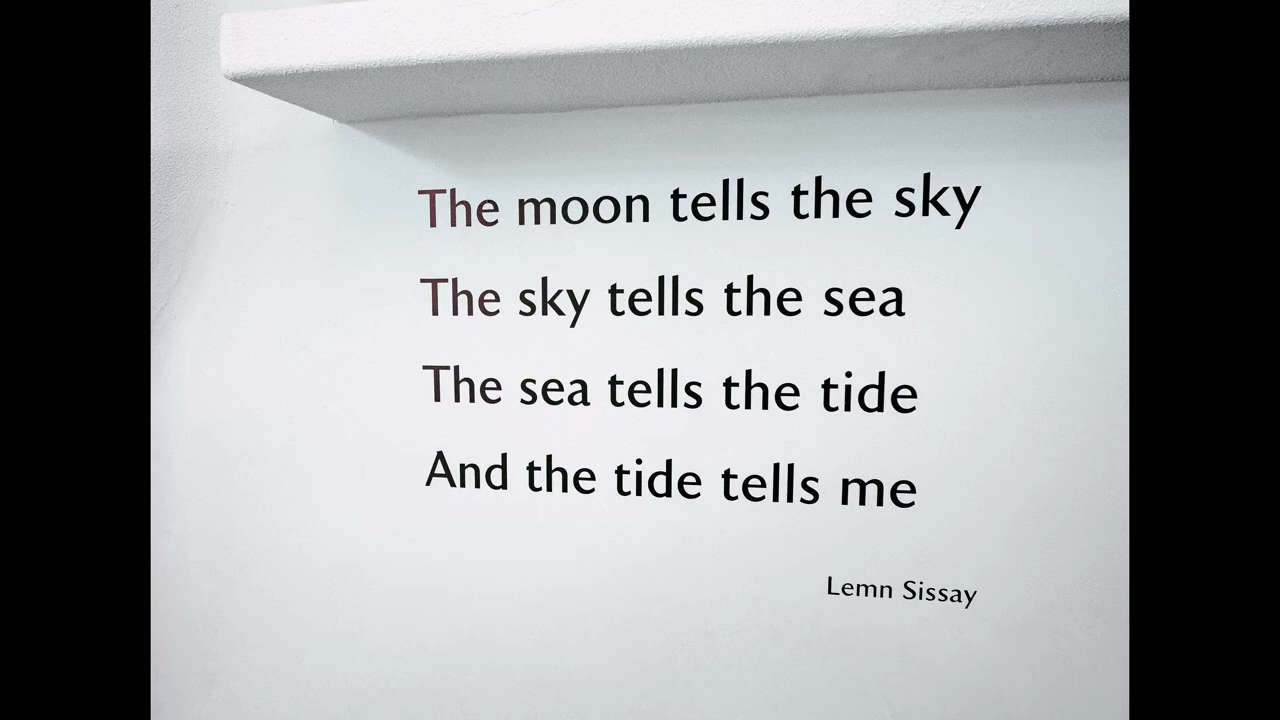 The moon tells the sky
The sky tells the sea
The sea tells the tide
And the tide tells me
Lemn Sissay